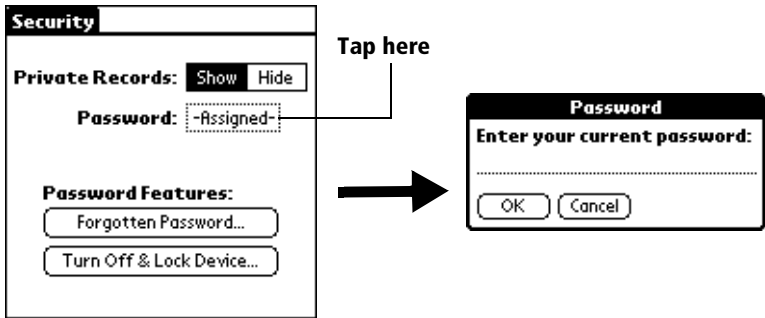 Security
Private Records: Show Hide
Password: -Assigned-
Password Features:
Forgotten Password...
Turn Off & Lock Device...
Tap here
Password
Enter your current password:
OK Cancel